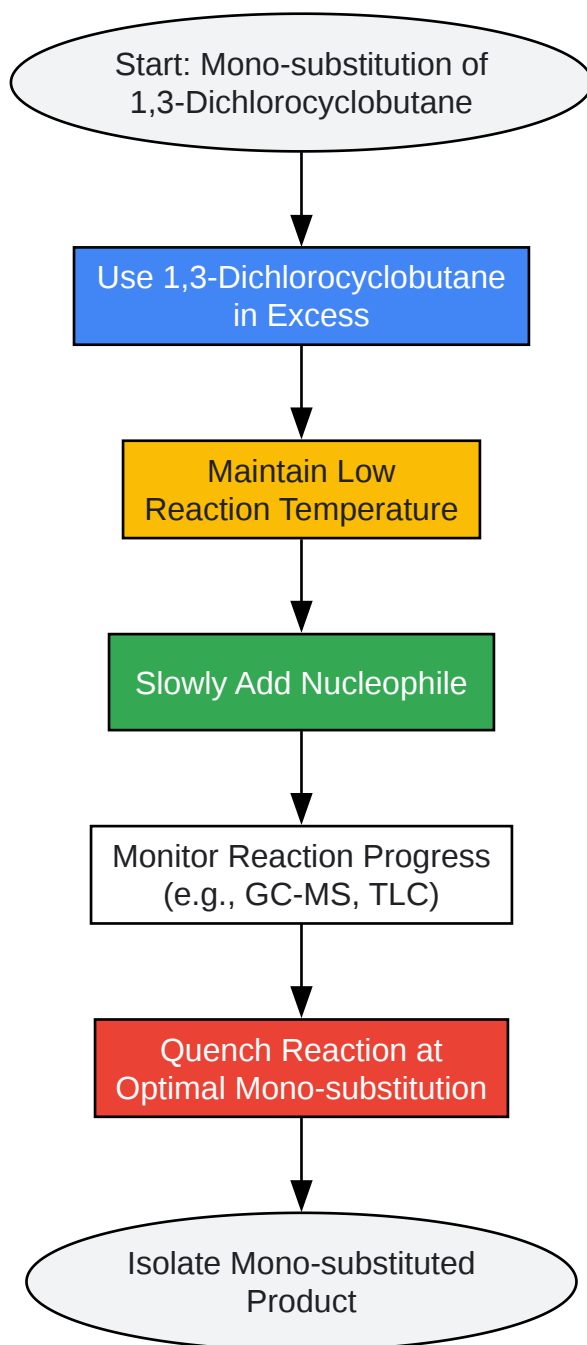 Start: Mono-substitution of
1,3-Dichlorocyclobutane
Use 1,3-Dichlorocyclobutane
in Excess
Maintain Low
Reaction Temperature
Slowly Add Nucleophile
Monitor Reaction Progress
(e.g., GC-MS, TLC)
Quench Reaction at
Optimal Mono-substitution
Isolate Mono-substituted
Product